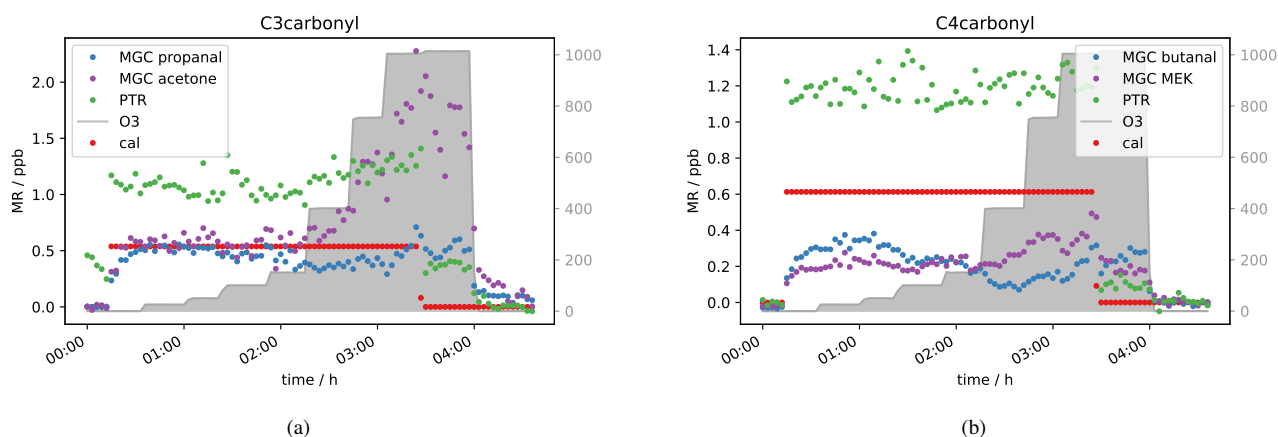 C3carbonyl
MGC propanal
MGC acetone
PTR
O3
cal
MR / ppb
2.0
1.5
1.0
0.5
0.0
1000
800
600
400
200
0
00:00 01:00 02:00 03:00 04:00
time / h
(a)
C4carbonyl
MGC butanal
MGC MEK
PTR
O3
cal
MR / ppb
1.4
1.2
1.0
0.8
0.6
0.4
0.2
0.0
1000
800
600
400
200
0
00:00 01:00 02:00 03:00 04:00
time / h
(b)